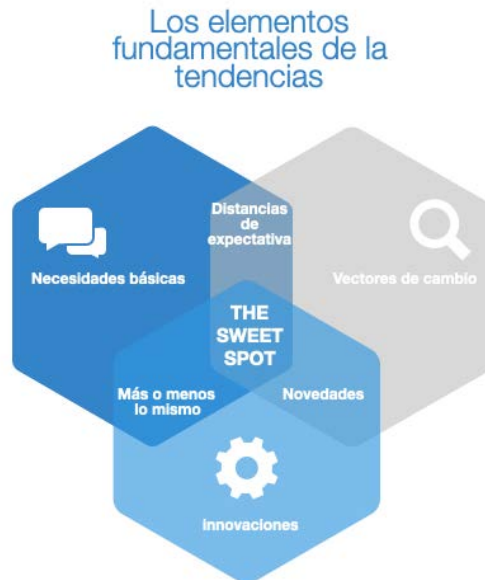 Los elementos
fundamentales de la
tendencias
Distancias
de
expectativa
Necesidades básicas
Vectores de cambio
THE
SWEET
SPOT
Más o menos
lo mismo
Novedades
innovaciones